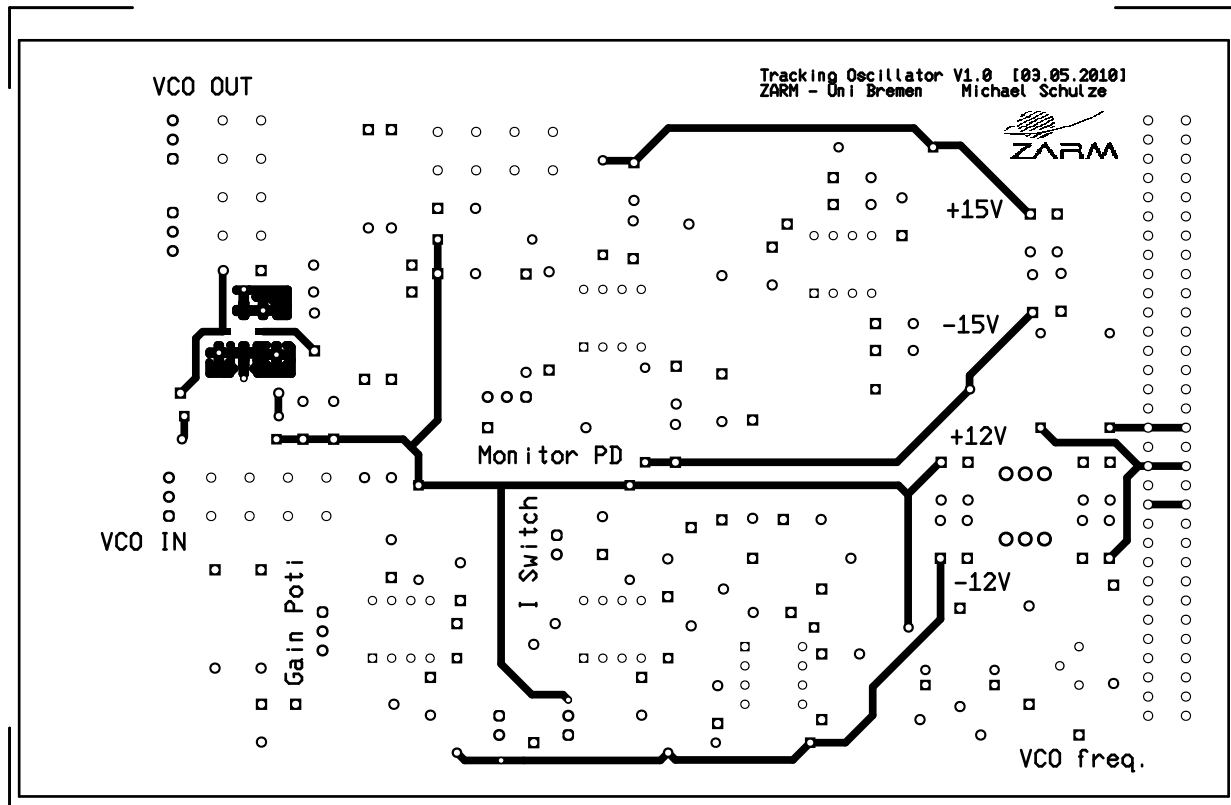 VCO OUT
Tracking Oscillator V1.0 [03.05.2010]
ZARM - Uni Bremen Michael Schulze
ZARM
+15V
-15V
+12V
Monitor PD
I Switch
VCO IN
Gain Poti
-12V
VCO freq.